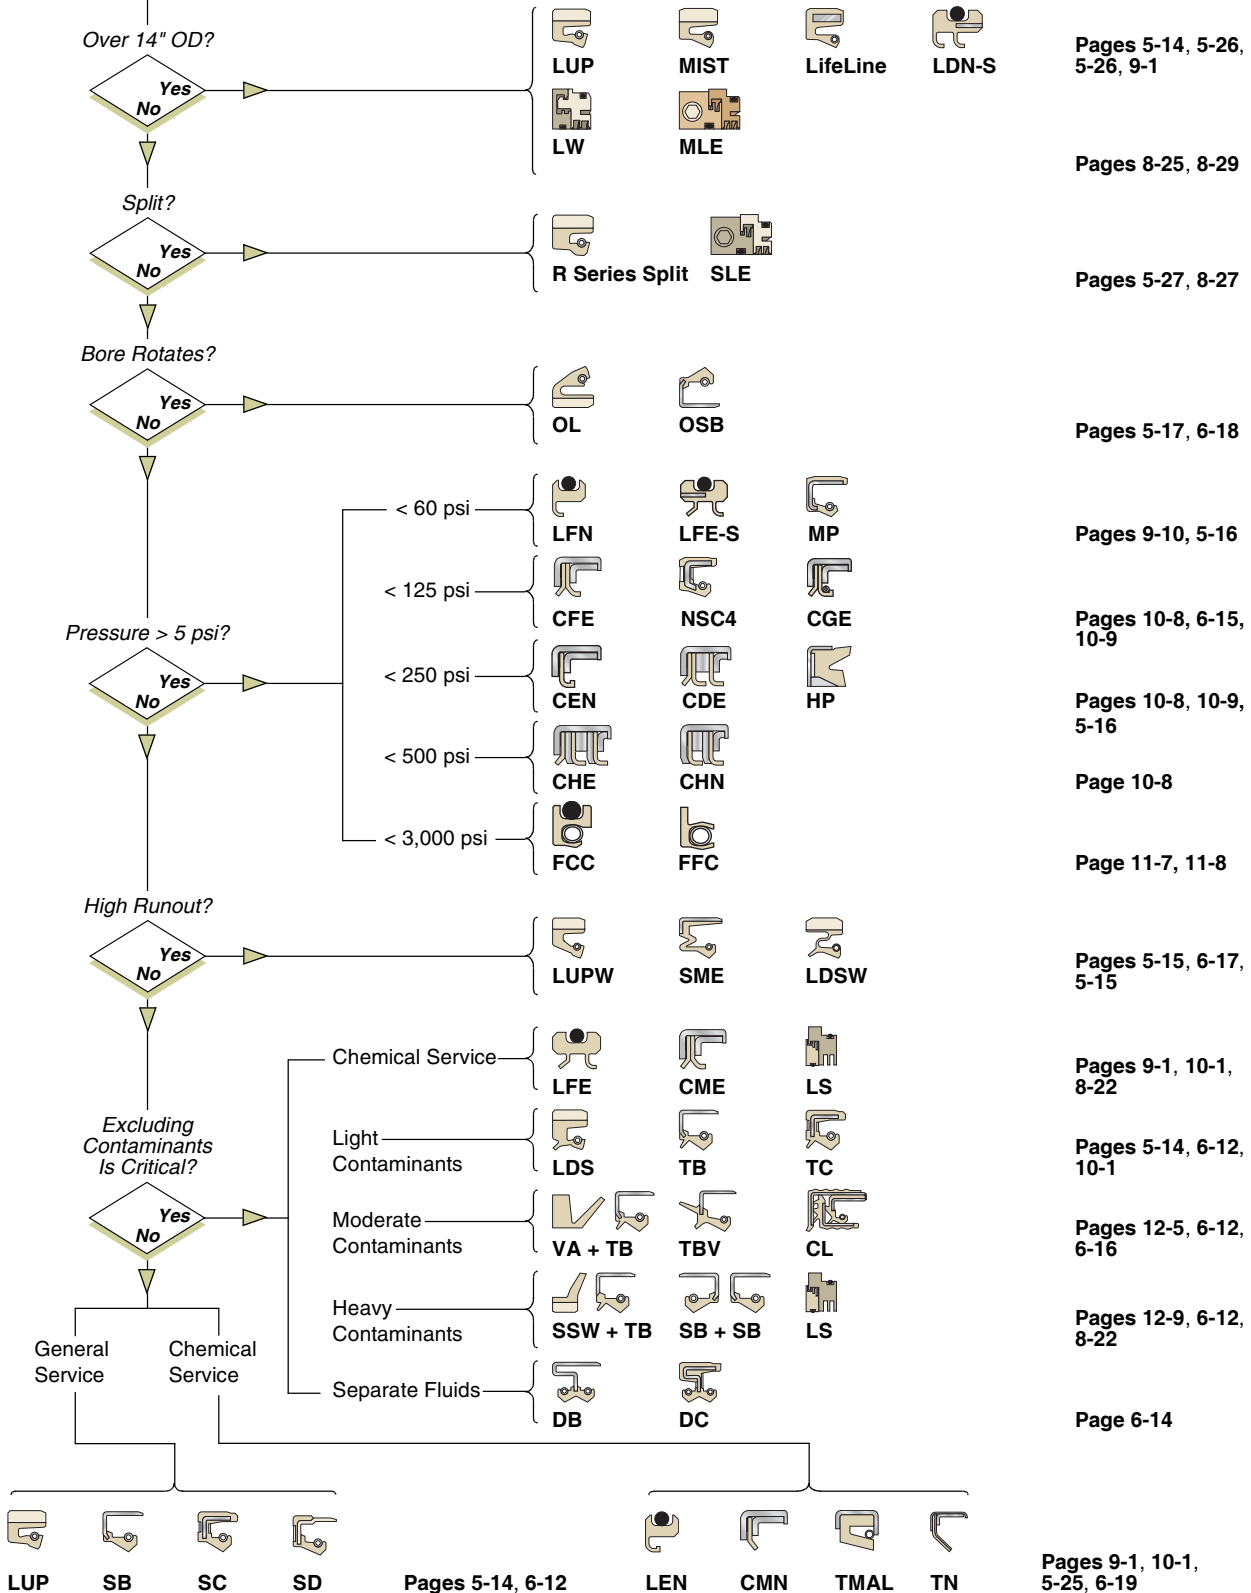 Over 14" OD?
Yes
No
LUP MIST LifeLine LDN-S
Pages 5-14, 5-26,
5-26, 9-1
LW MLE
Pages 8-25, 8-29
Split?
Yes
No
R Series Split SLE
Pages 5-27, 8-27
Bore Rotates?
Yes
No
OL OSB
Pages 5-17, 6-18
Pressure > 5 psi?
Yes
No
< 60 psi
LFN LFE-S MP
Pages 9-10, 5-16
< 125 psi
CFE NSC4 CGE
Pages 10-8, 6-15,
10-9
< 250 psi
CEN CDE HP
Pages 10-8, 10-9,
5-16
< 500 psi
CHE CHN
Page 10-8
< 3,000 psi
FCC FFC
Page 11-7, 11-8
High Runout?
Yes
No
LUPW SME LDSW
Pages 5-15, 6-17,
5-15
Excluding
Contaminants
Is Critical?
Yes
No
Chemical Service
LFE CME LS
Pages 9-1, 10-1,
8-22
Light
Contaminants
LDS TB TC
Pages 5-14, 6-12,
10-1
Moderate
Contaminants
VA + TB TBV CL
Pages 12-5, 6-12,
6-16
Heavy
Contaminants
SSW + TB SB + SB LS
Pages 12-9, 6-12,
8-22
Separate Fluids
DB DC
Page 6-14
General
Service
Chemical
Service
LUP SB SC SD Pages 5-14, 6-12
LEN CMN TMAL TN
Pages 9-1, 10-1,
5-25, 6-19